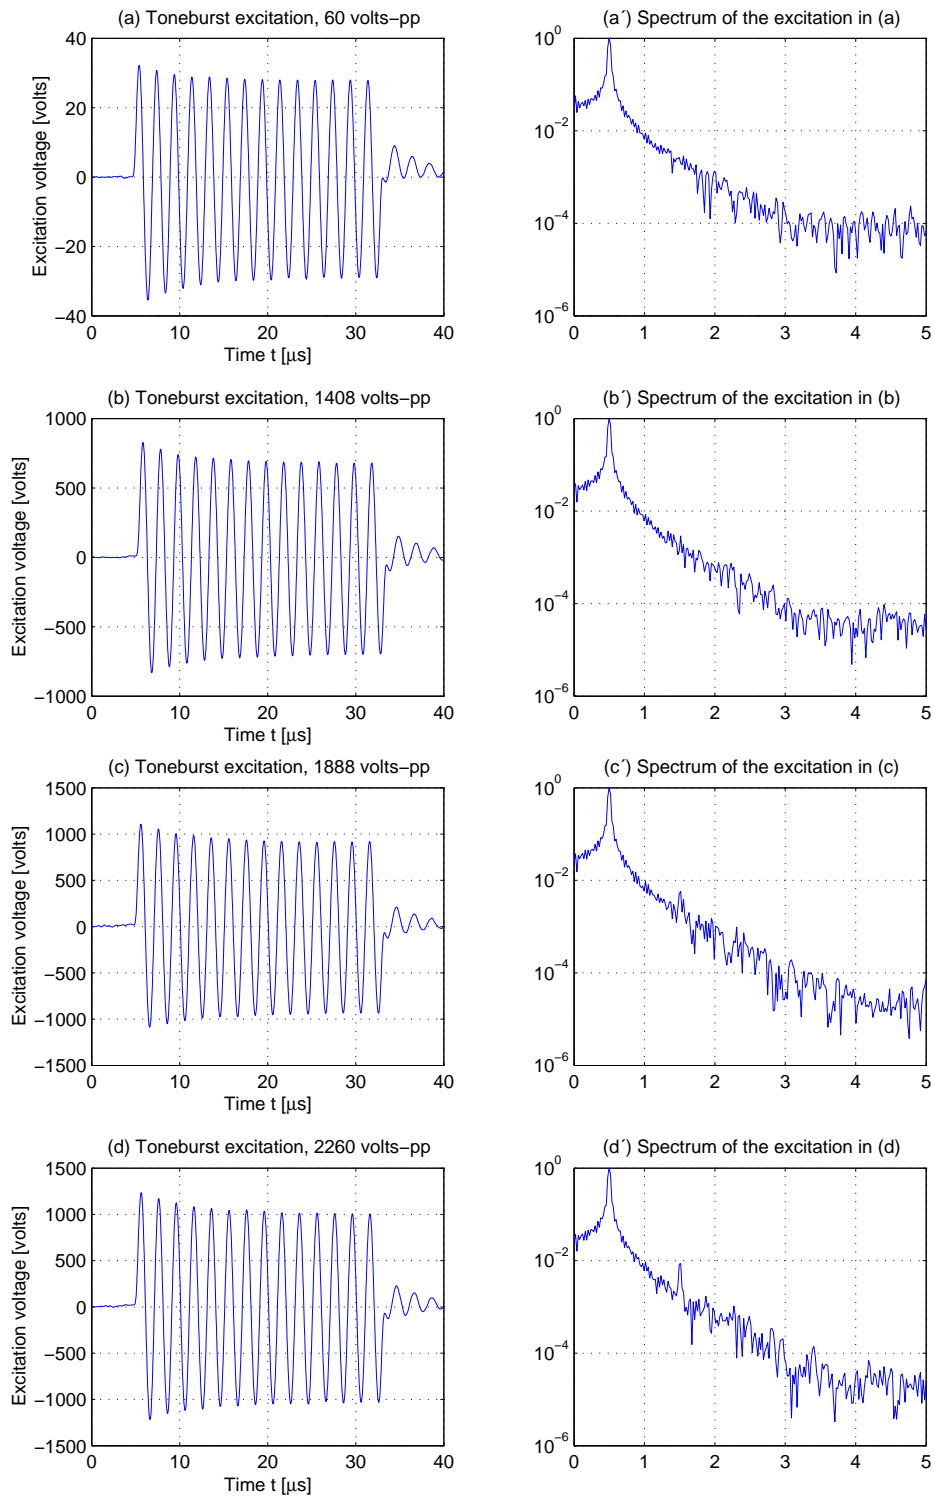 (a) Toneburst excitation, 60 volts−pp
(a´) Spectrum of the excitation in (a)
Excitation voltage [volts]
40
20
0
−20
−40
0 10 20 30 40
Time t [μs]
10^0
10^−2
10^−4
10^−6
0 1 2 3 4 5
(b) Toneburst excitation, 1408 volts−pp
(b´) Spectrum of the excitation in (b)
Excitation voltage [volts]
1000
500
0
−500
−1000
0 10 20 30 40
Time t [μs]
10^0
10^−2
10^−4
10^−6
0 1 2 3 4 5
(c) Toneburst excitation, 1888 volts−pp
(c´) Spectrum of the excitation in (c)
Excitation voltage [volts]
1500
1000
500
0
−500
−1000
−1500
0 10 20 30 40
Time t [μs]
10^0
10^−2
10^−4
10^−6
0 1 2 3 4 5
(d) Toneburst excitation, 2260 volts−pp
(d´) Spectrum of the excitation in (d)
Excitation voltage [volts]
1500
1000
500
0
−500
−1000
−1500
0 10 20 30 40
Time t [μs]
10^0
10^−2
10^−4
10^−6
0 1 2 3 4 5